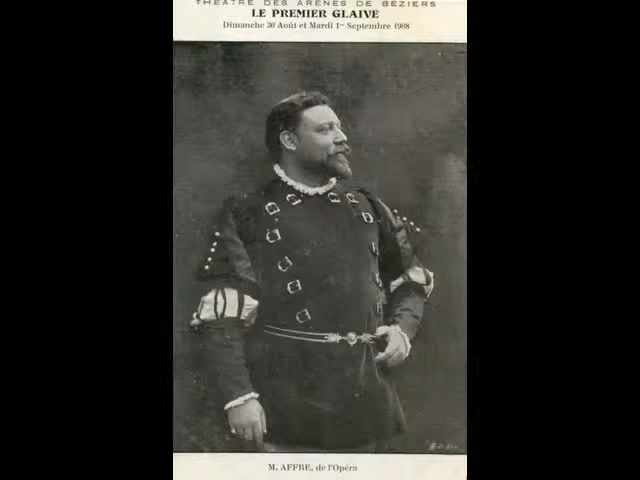 THÉATRE DES ARÈNES DE BÉZIERS
LE PREMIER GLAIVE
Dimanche 30 Août et Mardi 1er Septembre 1908
M. AFFRE, de l'Opéra